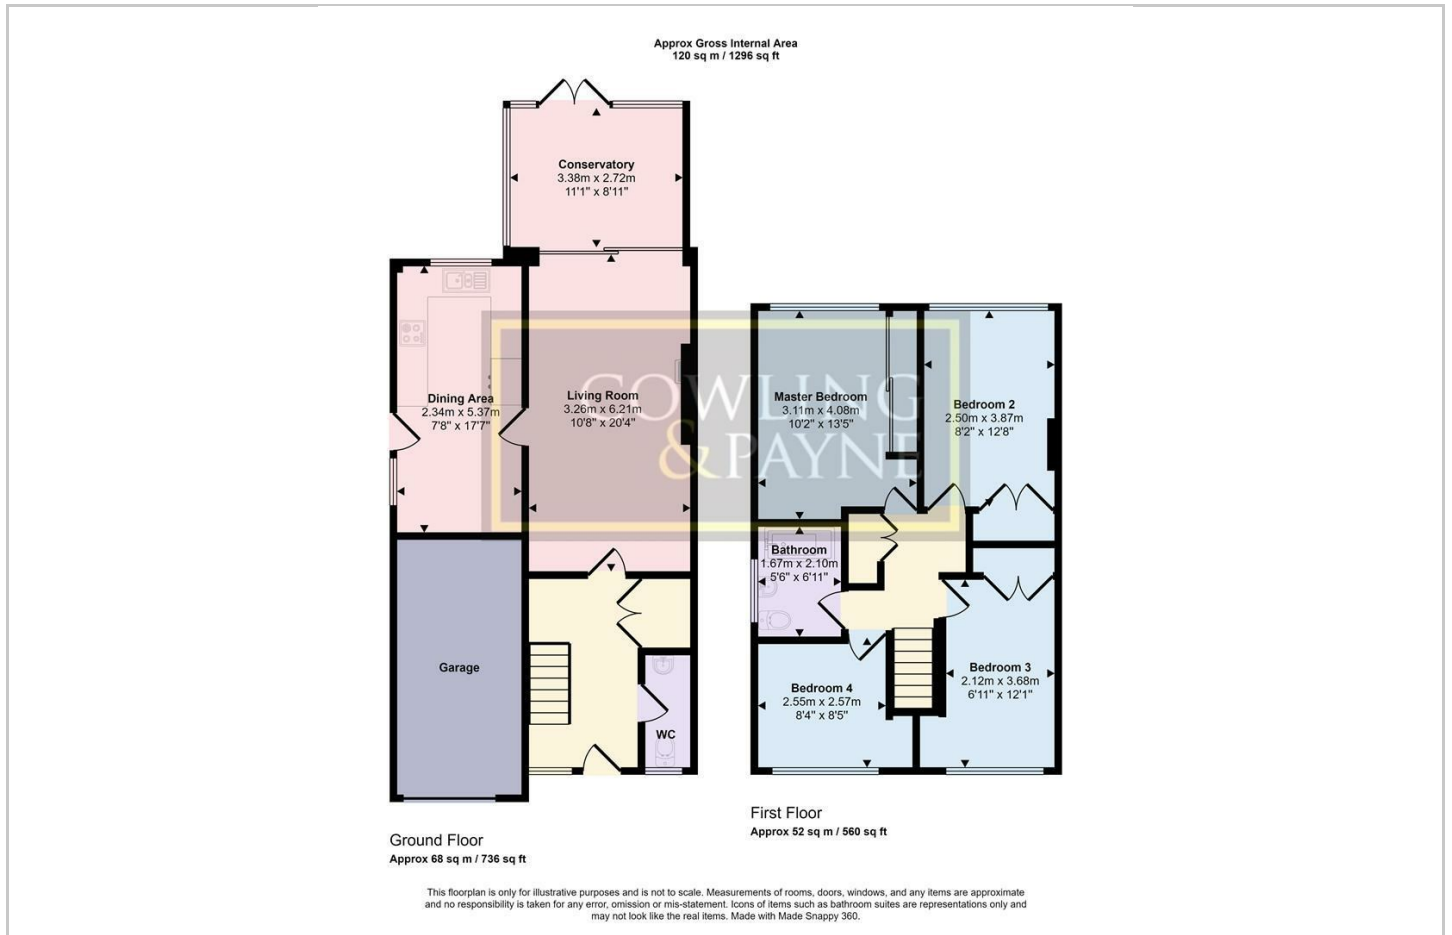 Approx Gross Internal Area
120 sq m / 1296 sq ft
Conservatory
3.38m x 2.72m
11'1" x 8'11"
Dining Area
2.34m x 5.37m
7'8" x 17'7"
Living Room
3.26m x 6.21m
10'8" x 20'4"
Master Bedroom
3.11m x 4.08m
10'2" x 13'5"
Bedroom 2
2.50m x 3.87m
8'2" x 12'8"
COWLING
&PAYNE
Bathroom
1.67m x 2.10m
5'6" x 6'11"
Garage
WC
Bedroom 4
2.55m x 2.57m
8'4" x 8'5"
Bedroom 3
2.12m x 3.68m
6'11" x 12'1"
Ground Floor
Approx 68 sq m / 736 sq ft
First Floor
Approx 52 sq m / 560 sq ft
This floorplan is only for illustrative purposes and is not to scale. Measurements of rooms, doors, windows, and any items are approximate
and no responsibility is taken for any error, omission or mis-statement. Icons of items such as bathroom suites are representations only and
may not look like the real items. Made with Made Snappy 360.